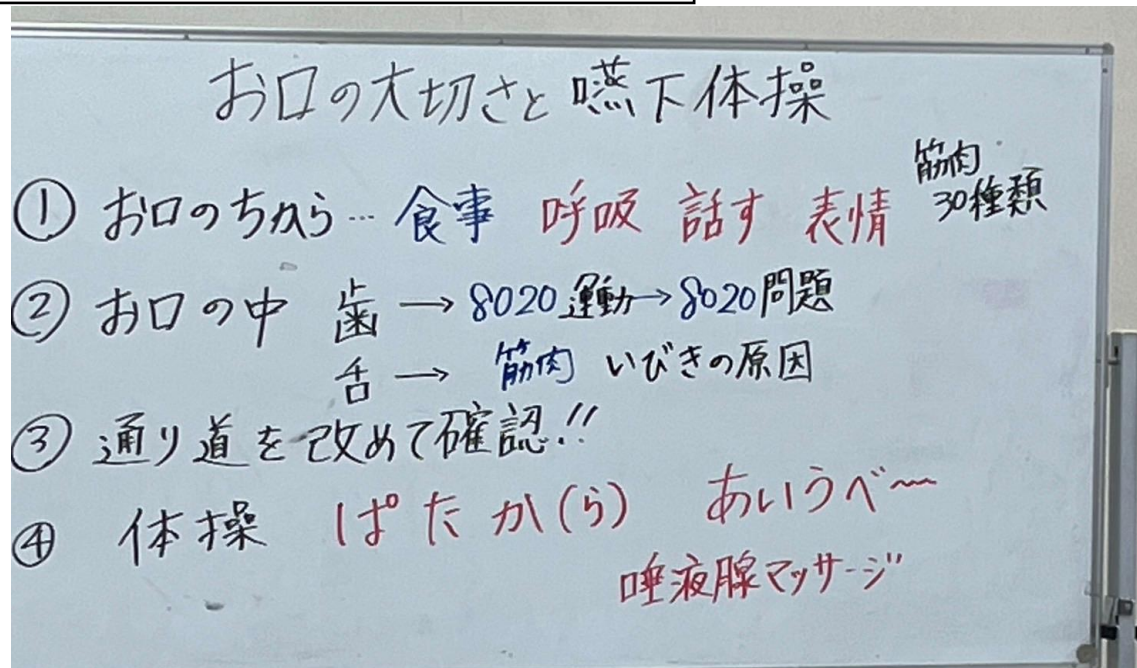 お口の大切さと嚥下体操
① お口のちから… 食事 呼吸 話す 表情 筋肉 30種類
② お口の中 歯 → 8020運動→8020問題
舌 → 筋肉 いびきの原因
③ 通り道を改めて確認!!
④ 体操 ぱたか(ら) あいうべ〜
唾液腺マッサージ